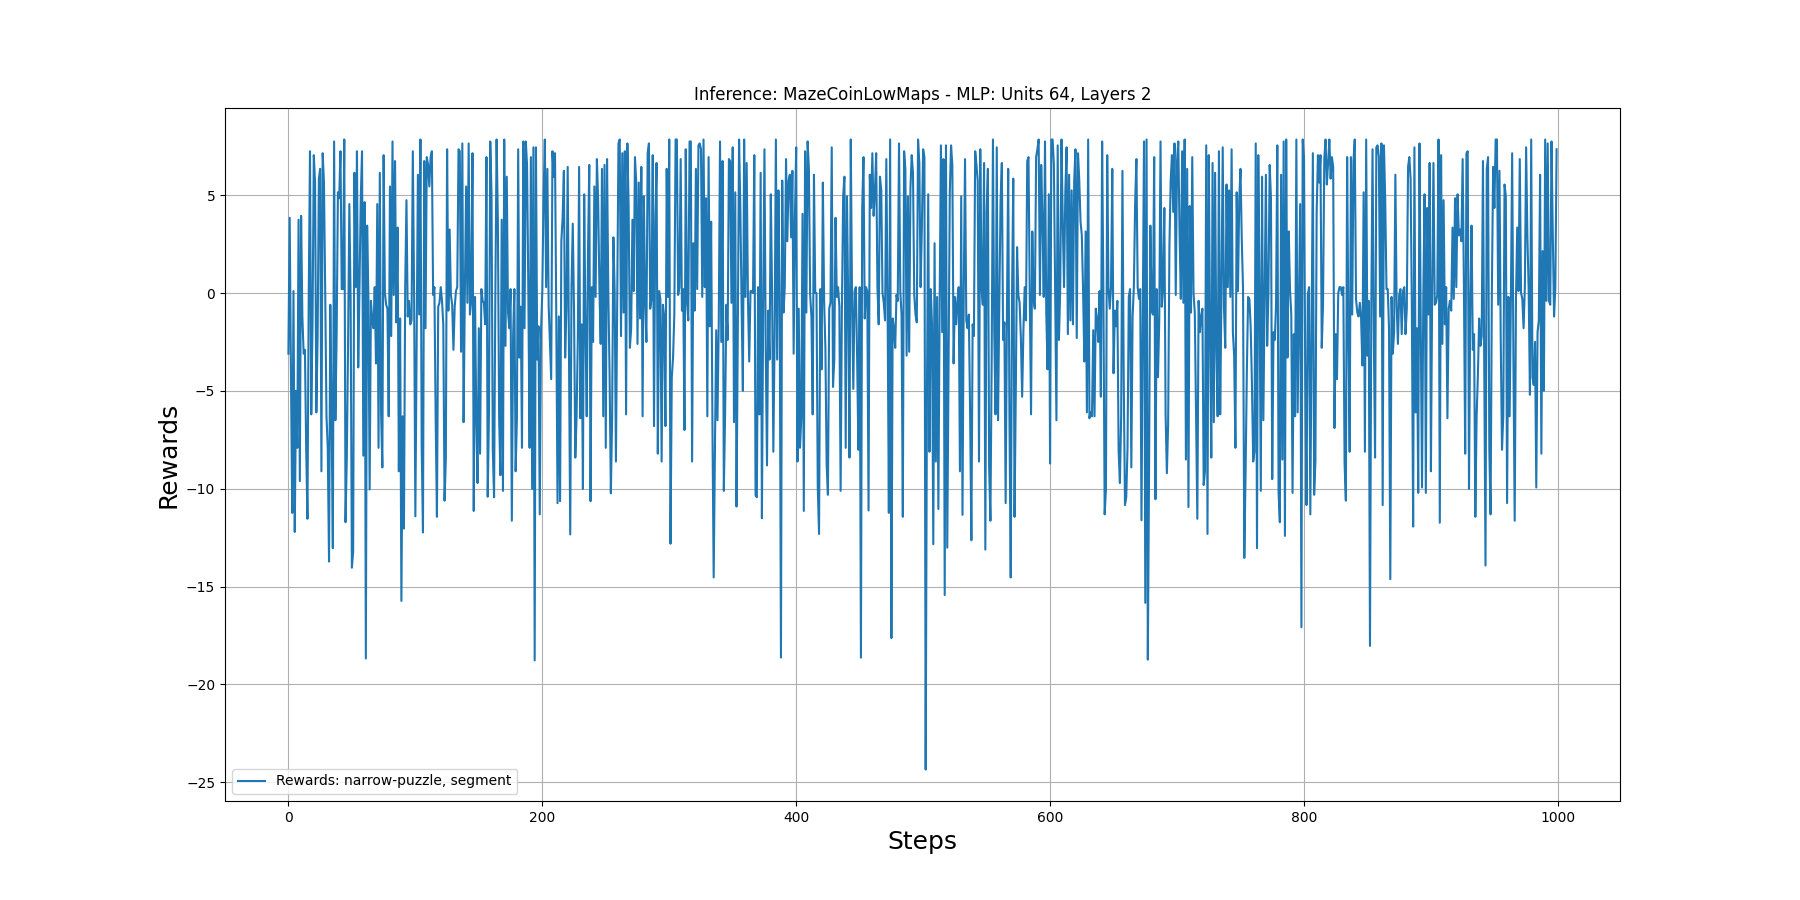 Inference: MazeCoinLowMaps - MLP: Units 64, Layers 2
Rewards
5
0
−5
−10
−15
−20
−25
Rewards: narrow-puzzle, segment
0 200 400 600 800 1000
Steps